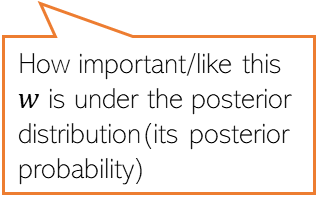 How important/like this
w is under the posterior
distribution(its posterior
probability)